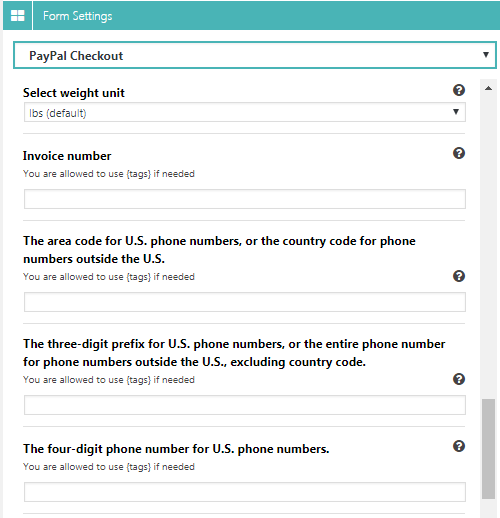 Form Settings
PayPal Checkout
Select weight unit
lbs (default)
Invoice number
You are allowed to use {tags} if needed
The area code for U.S. phone numbers, or the country code for phone
numbers outside the U.S.
You are allowed to use {tags} if needed
The three-digit prefix for U.S. phone numbers, or the entire phone number
for phone numbers outside the U.S., excluding country code.
You are allowed to use {tags} if needed
The four-digit phone number for U.S. phone numbers.
You are allowed to use {tags} if needed